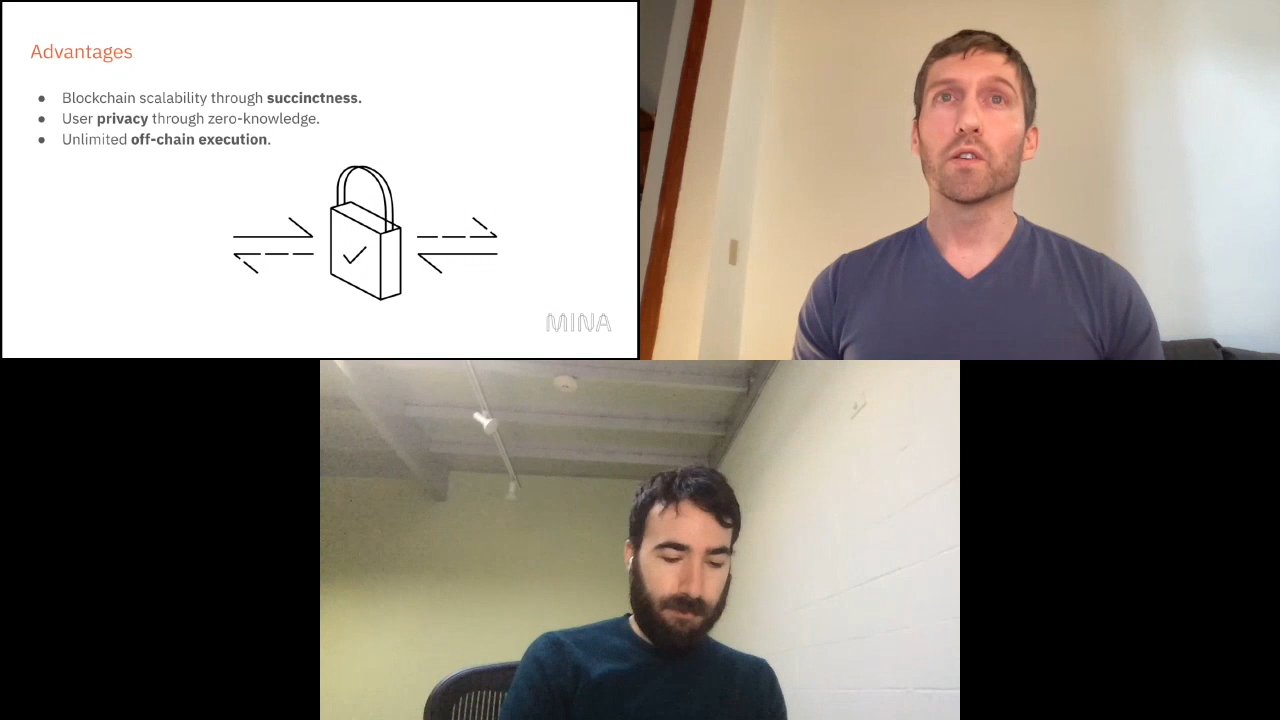 Advantages
● Blockchain scalability through succinctness.
● User privacy through zero-knowledge.
● Unlimited off-chain execution.
MINA